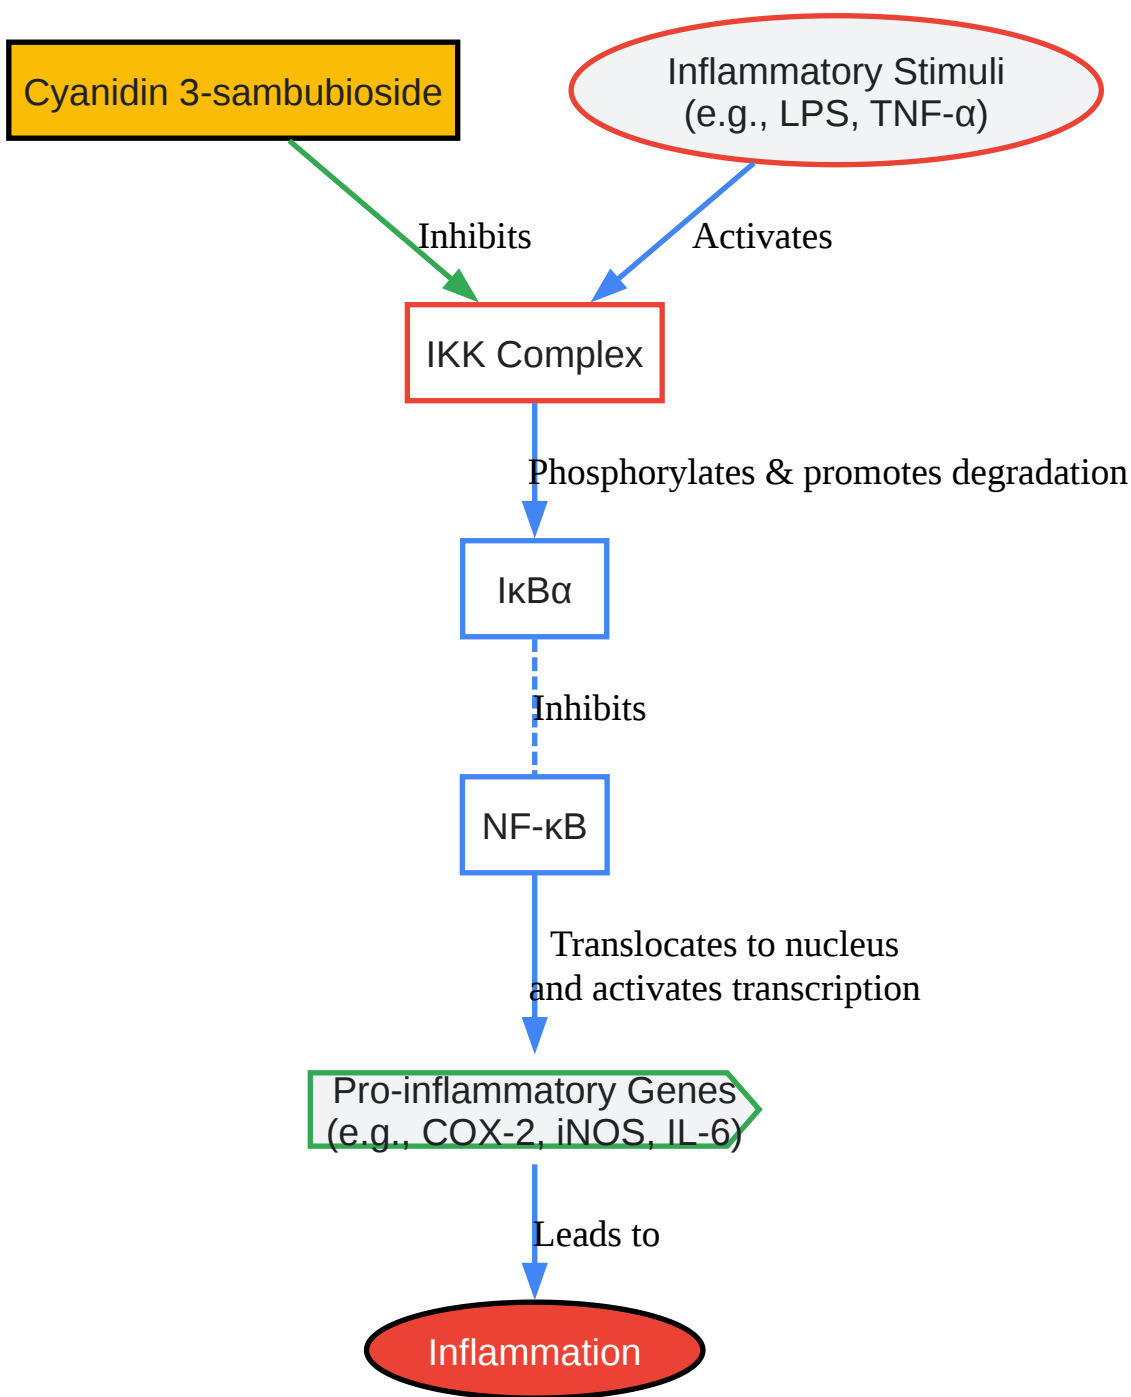 Cyanidin 3-sambubioside
Inflammatory Stimuli
(e.g., LPS, TNF-α)
Inhibits
Activates
IKK Complex
Phosphorylates & promotes degradation
IκBα
Inhibits
NF-κB
Translocates to nucleus
and activates transcription
Pro-inflammatory Genes
(e.g., COX-2, iNOS, IL-6)
Leads to
Inflammation